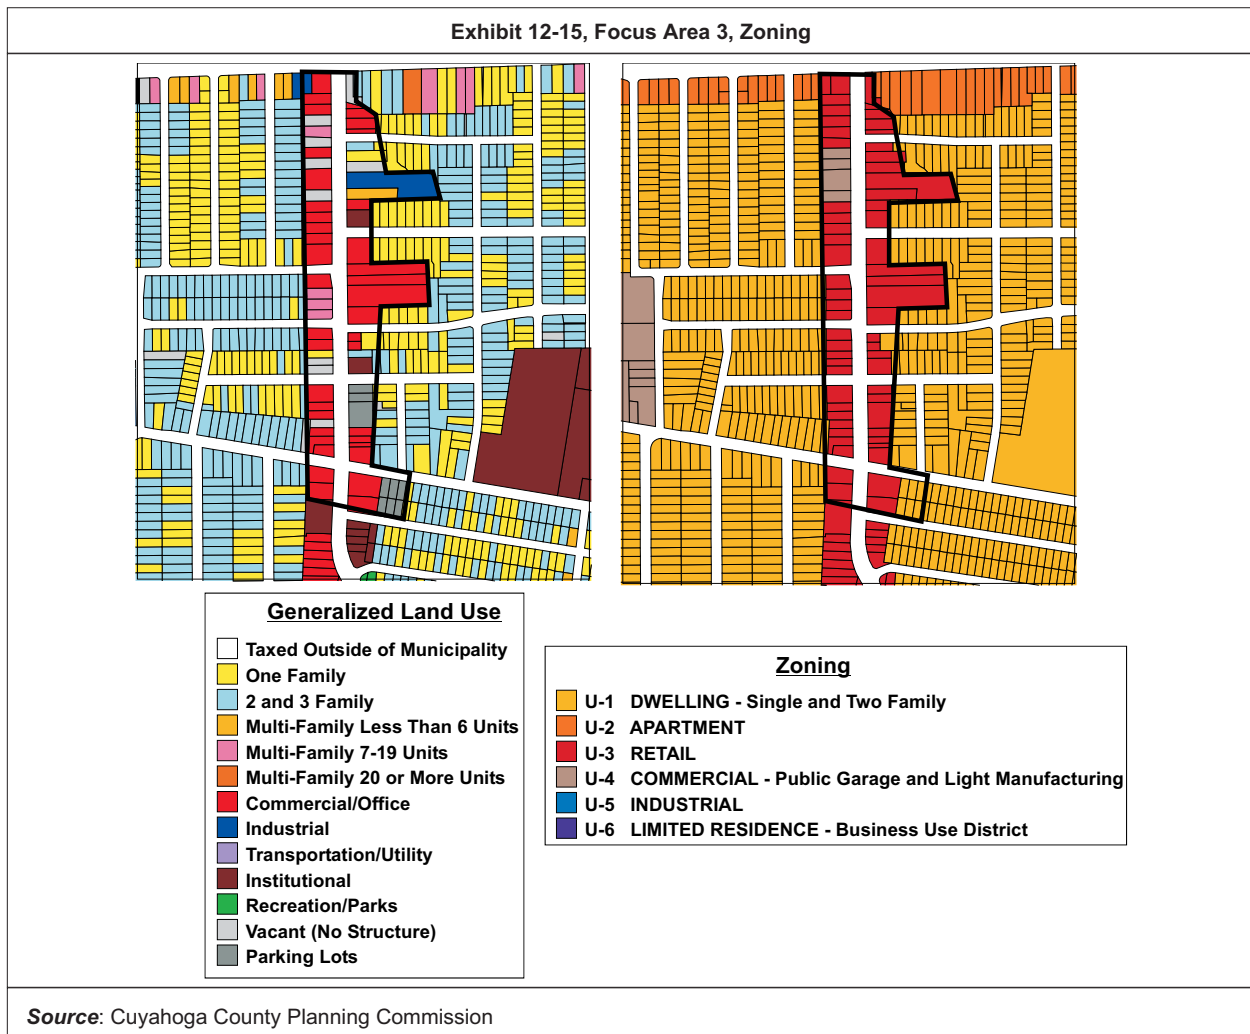 Exhibit 12-15, Focus Area 3, Zoning
Generalized Land Use
Taxed Outside of Municipality
One Family
2 and 3 Family
Multi-Family Less Than 6 Units
Multi-Family 7-19 Units
Multi-Family 20 or More Units
Commercial/Office
Industrial
Transportation/Utility
Institutional
Recreation/Parks
Vacant (No Structure)
Parking Lots
Zoning
U-1 DWELLING - Single and Two Family
U-2 APARTMENT
U-3 RETAIL
U-4 COMMERCIAL - Public Garage and Light Manufacturing
U-5 INDUSTRIAL
U-6 LIMITED RESIDENCE - Business Use District
Source: Cuyahoga County Planning Commission